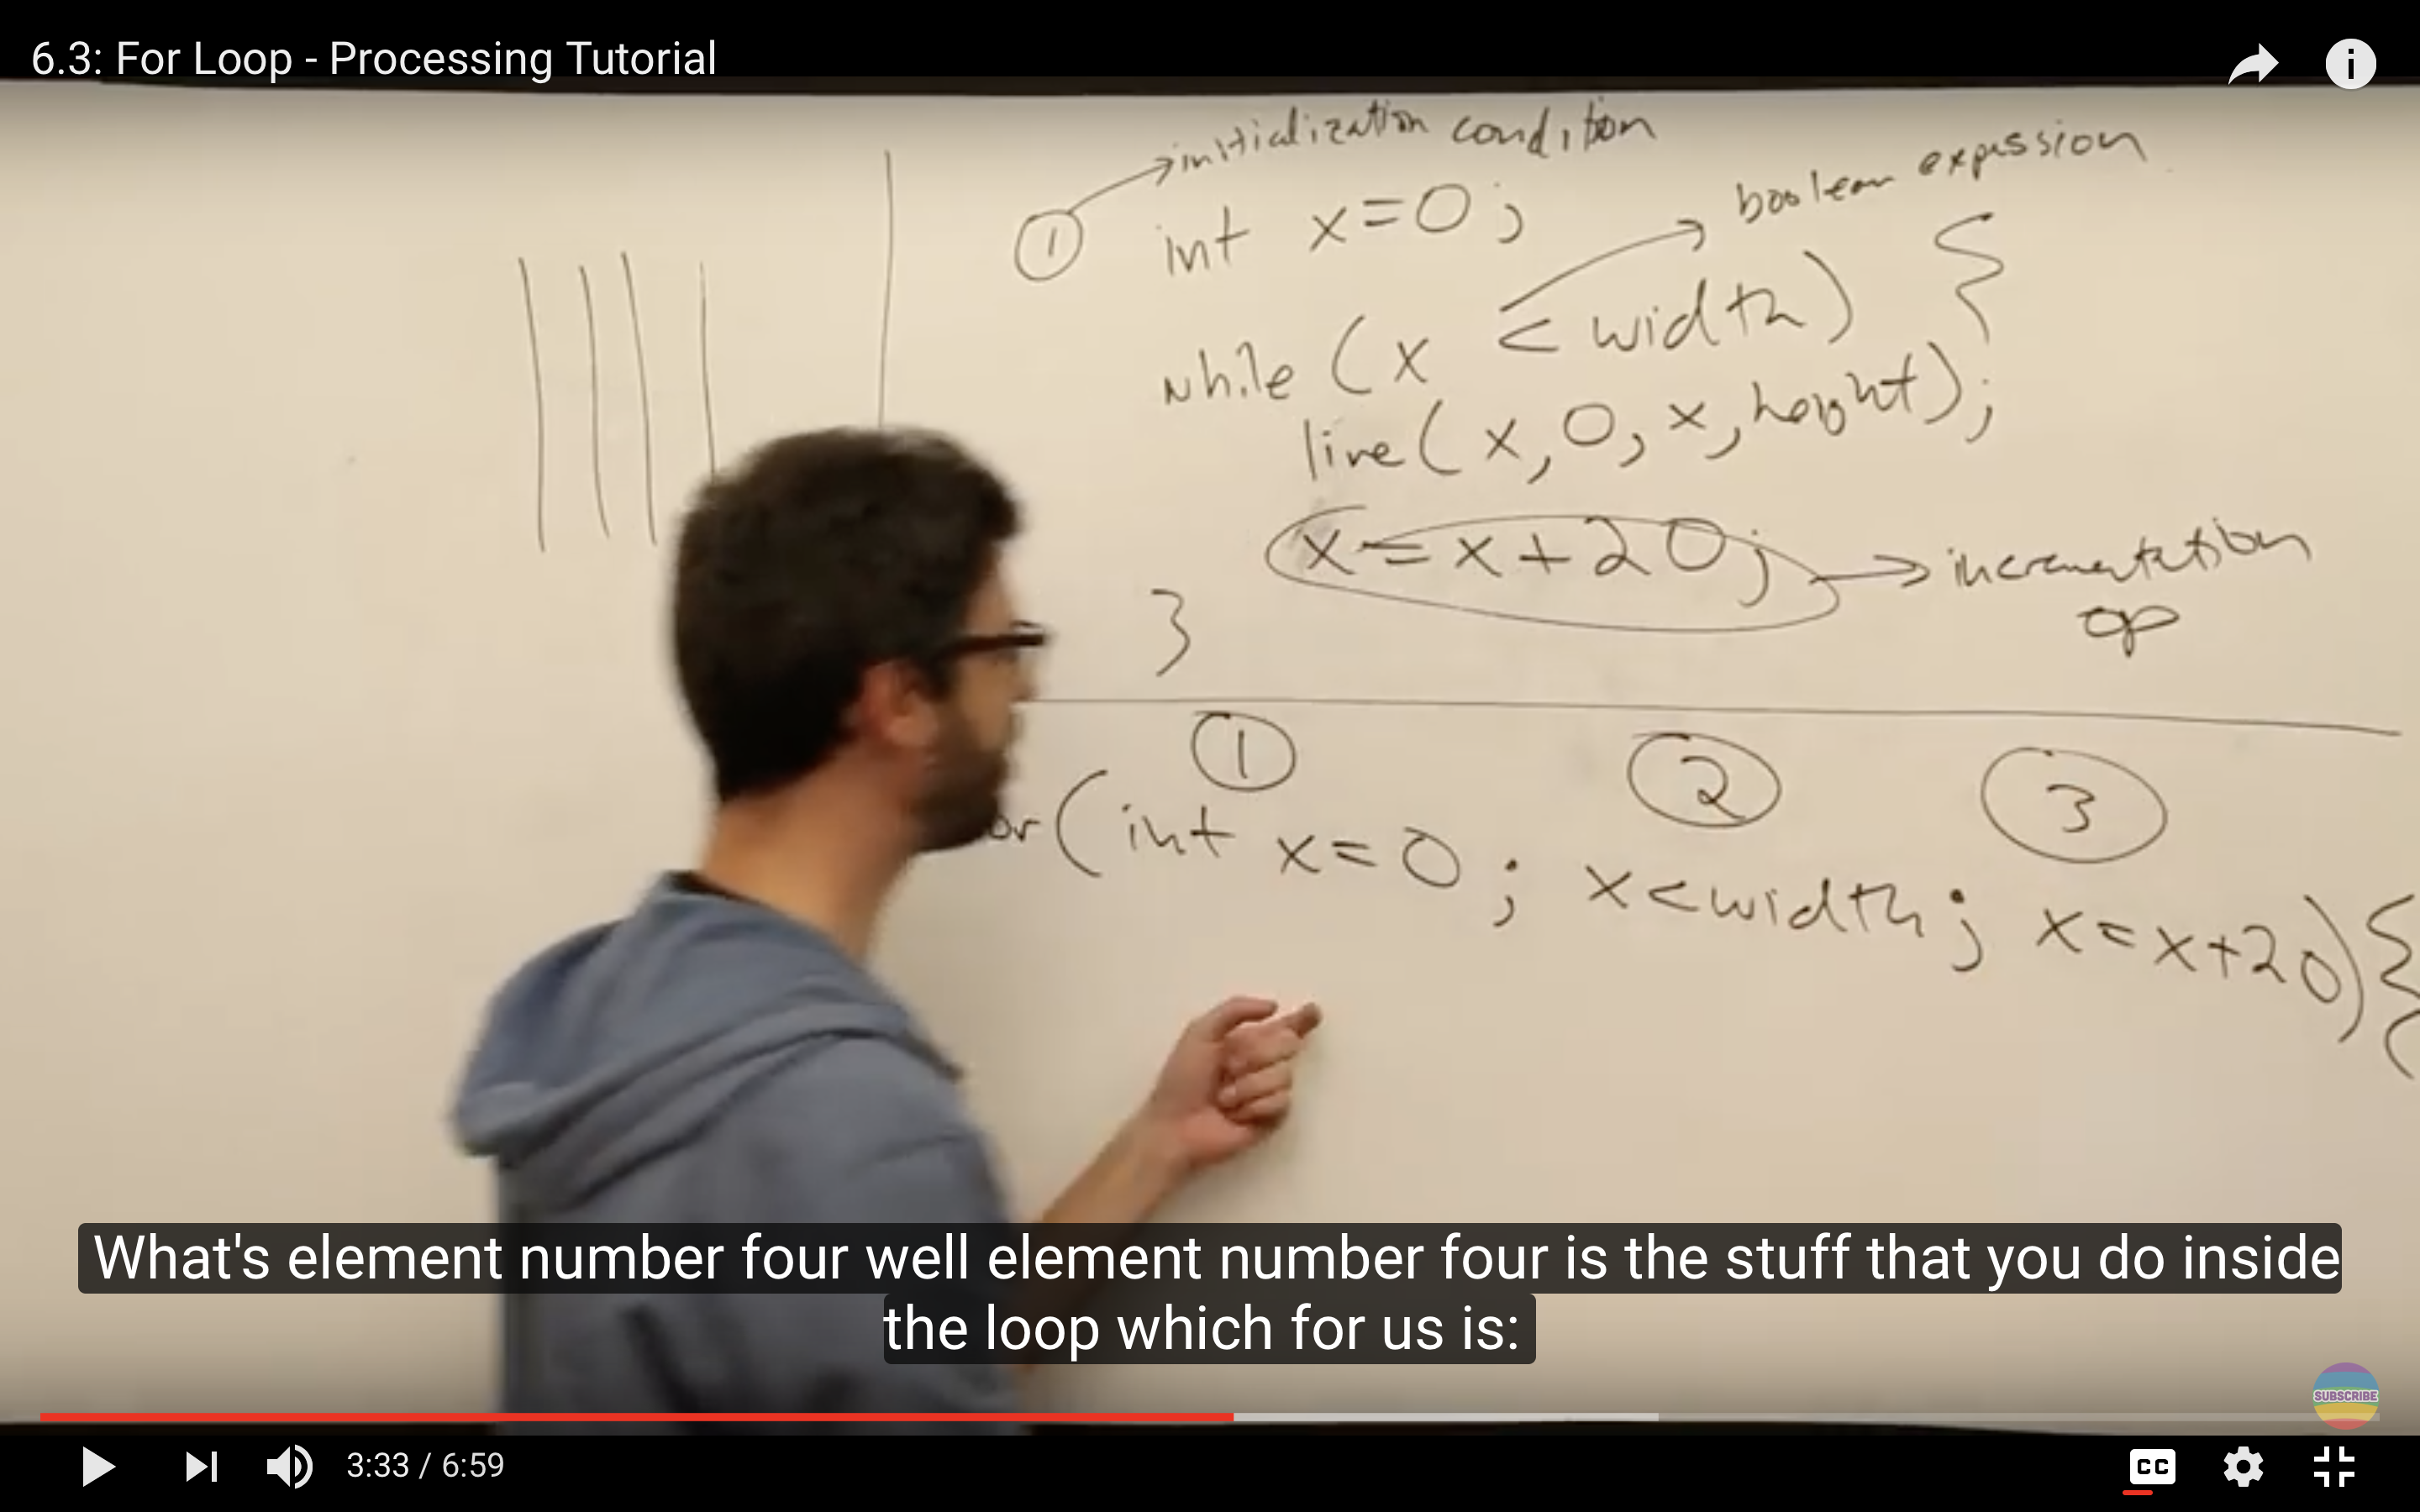 6.3: For Loop - Processing Tutorial
initialization condition
1 int x=0;
boolean expession
while (x < width) {
line(x,0,x,height);
x=x+20;
incrementation
op
}
1 2 3
or(int x=0; x<width; x=x+20){
What's element number four well element number four is the stuff that you do inside
the loop which for us is:
SUBSCRIBE
3:33 / 6:59
CC